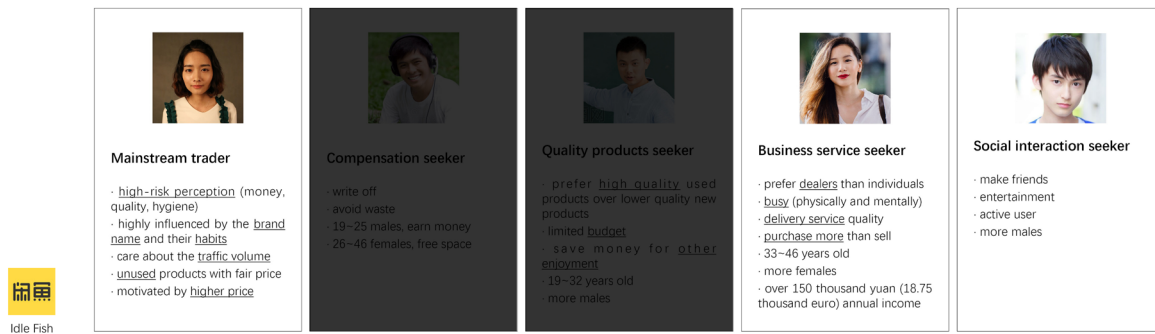 Mainstream trader
· high-risk perception (money, quality, hygiene)
· highly influenced by the brand name and their habits
· care about the traffic volume
· unused products with fair price
· motivated by higher price
Compensation seeker
· write off
· avoid waste
· 19~25 males, earn money
· 26~46 females, free space
Quality products seeker
· prefer high quality used products over lower quality new products
· limited budget
· save money for other enjoyment
· 19~32 years old
· more males
Business service seeker
· prefer dealers than individuals
· busy (physically and mentally)
· delivery service quality
· purchase more than sell
· 33~46 years old
· more females
· over 150 thousand yuan (18.75 thousand euro) annual income
Social interaction seeker
· make friends
· entertainment
· active user
· more males
闲鱼
Idle Fish